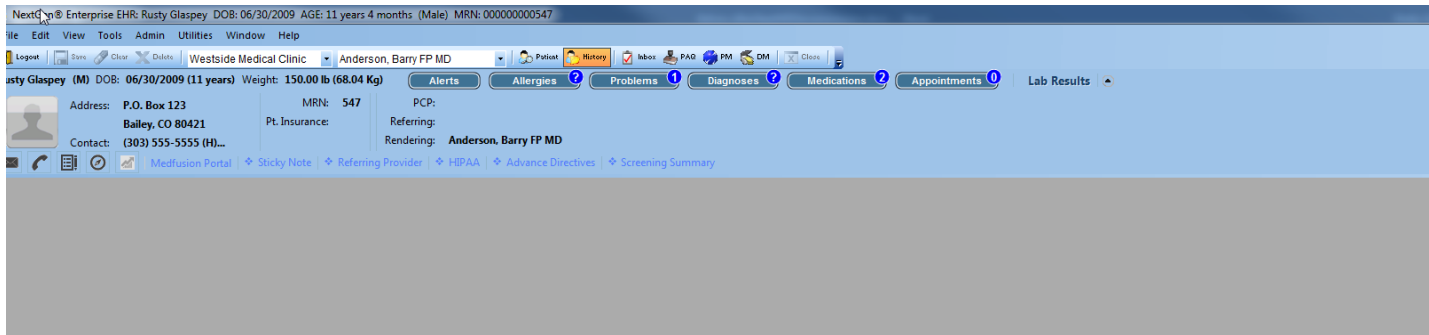 NextGen® Enterprise EHR: Rusty Glaspey DOB: 06/30/2009 AGE: 11 years 4 months (Male) MRN: 000000000547
File Edit View Tools Admin Utilities Window Help
Logout Save Clear Delete Westside Medical Clinic Anderson, Barry FP MD Patient History Inbox PAQ PM DM Close
usty Glaspey (M) DOB: 06/30/2009 (11 years) Weight: 150.00 lb (68.04 Kg) Alerts Allergies ? Problems 1 Diagnoses ? Medications 2 Appointments 0 Lab Results
Address: P.O. Box 123 MRN: 547 PCP:
Bailey, CO 80421 Pt. Insurance: Referring:
Contact: (303) 555-5555 (H)... Rendering: Anderson, Barry FP MD
Medfusion Portal Sticky Note Referring Provider HIPAA Advance Directives Screening Summary